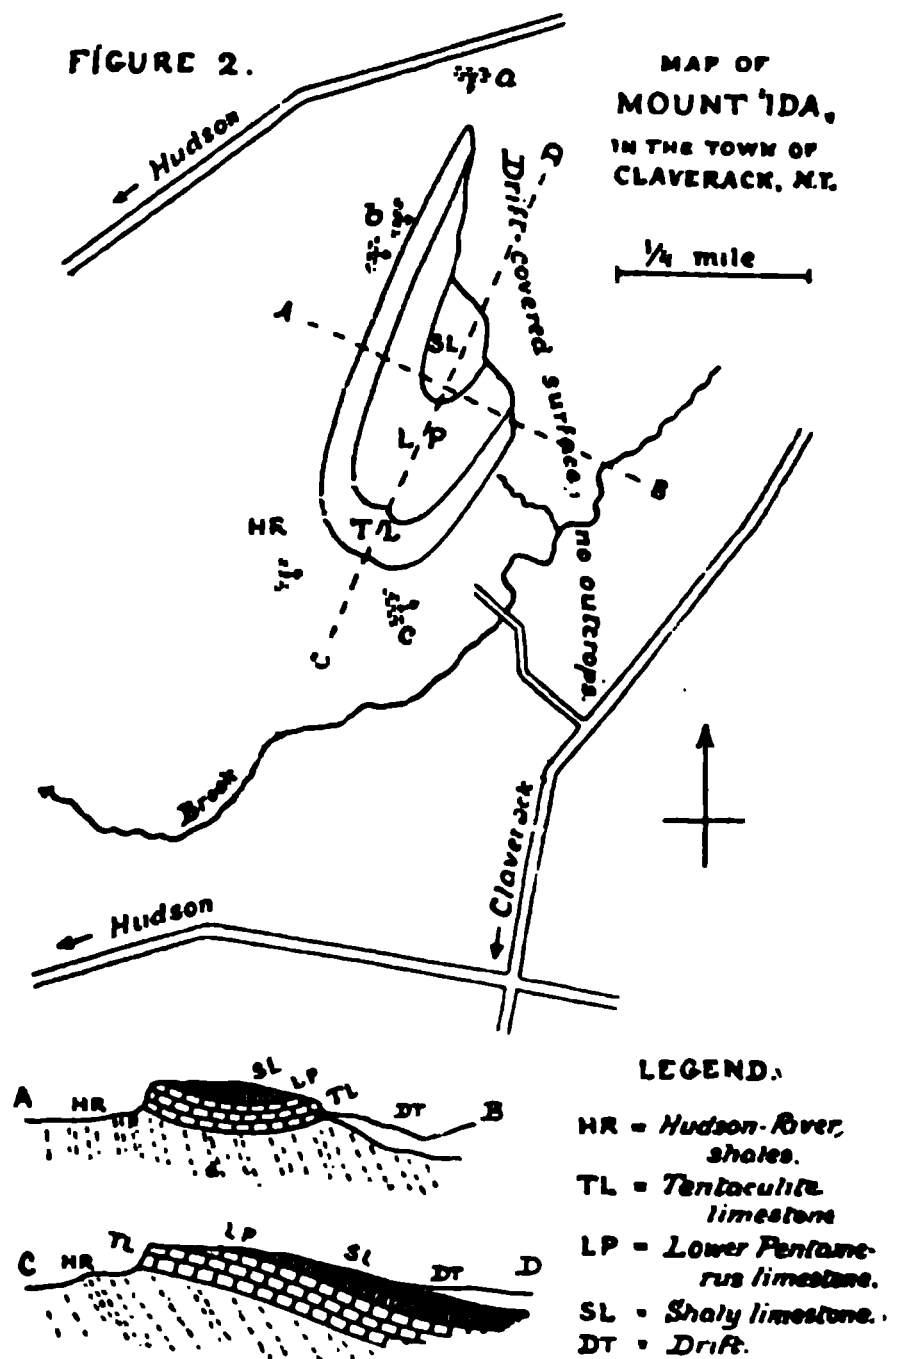 FIGURE 2.
MAP OF
MOUNT IDA,
IN THE TOWN OF
CLAVERACK, N.Y.
1/4 mile
Hudson
a
b
D
Drift-covered surface; no outcrops.
A
SL
LP
B
HR
TL
c
C
Brook
Claverack
Hudson
A
HR
SL
LP
TL
DT
B
C
HR
TL
LP
SL
DT
D
LEGEND.
HR = Hudson-River,
shales.
TL = Tentaculite
limestone
LP = Lower Pentame-
rus limestone.
SL = Shaly limestone.
DT = Drift.